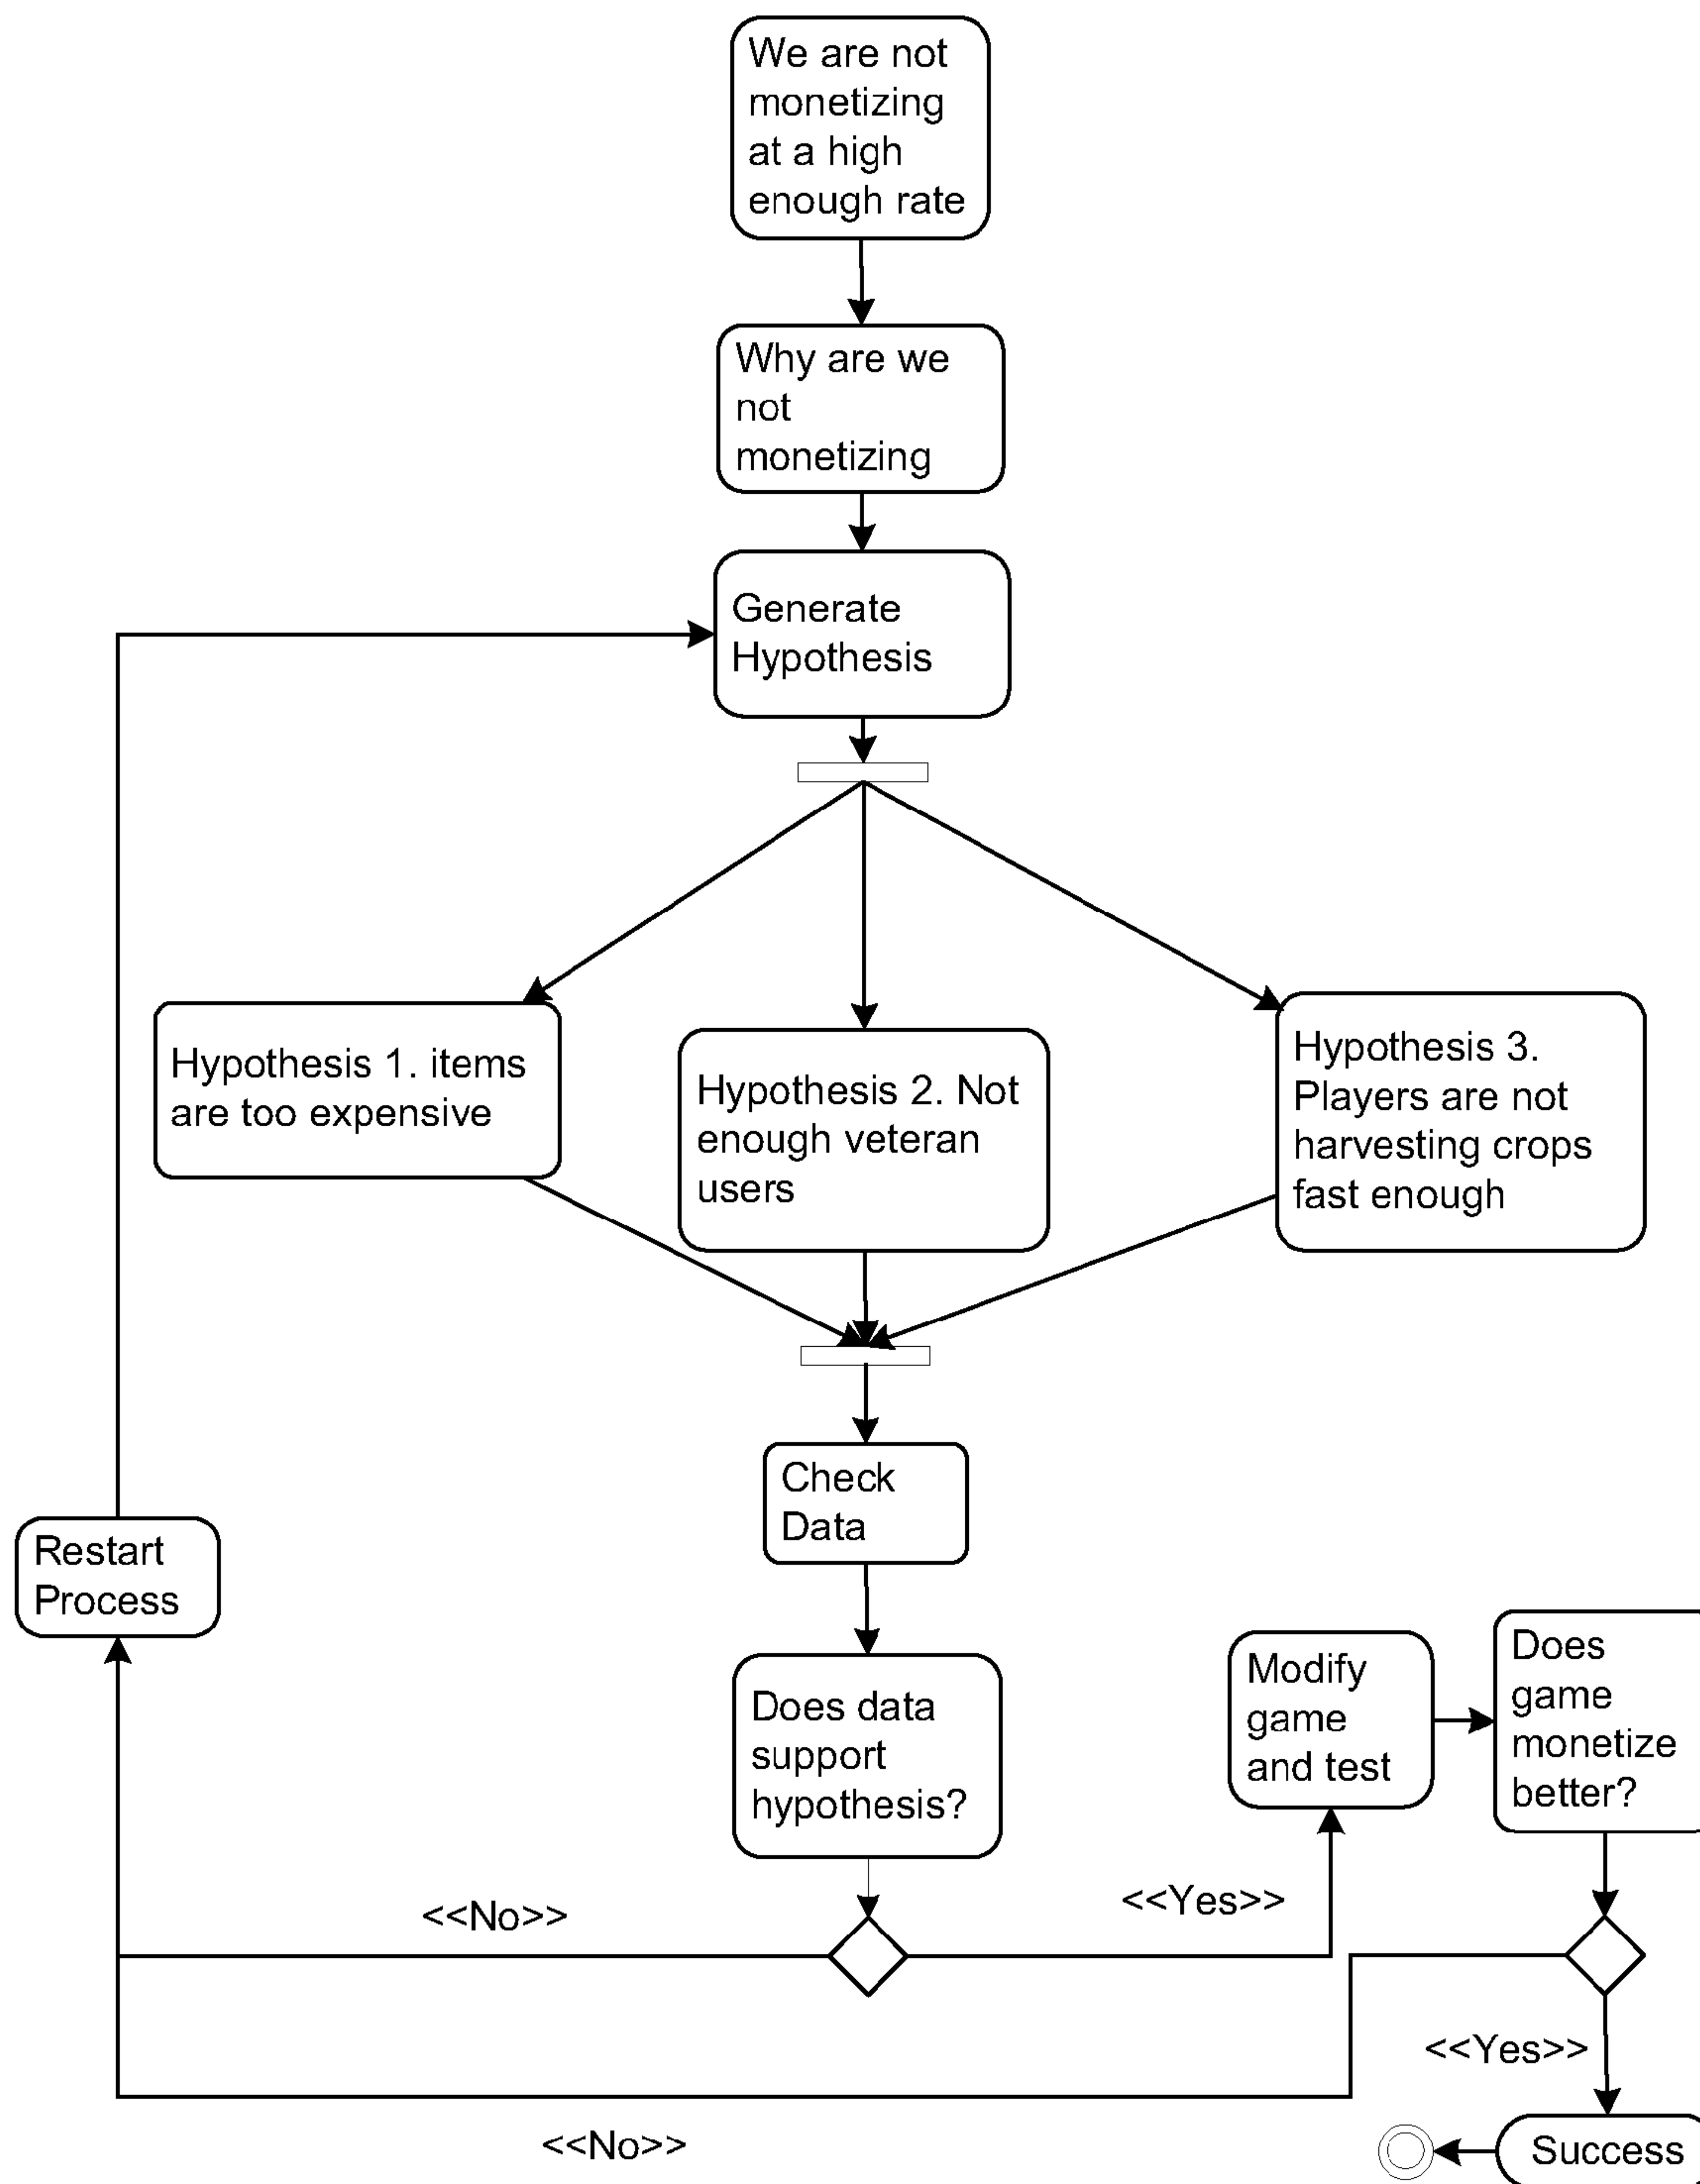 We are not
monetizing
at a high
enough rate
Why are we
not
monetizing
Generate
Hypothesis
Hypothesis 1. items
are too expensive
Hypothesis 2. Not
enough veteran
users
Hypothesis 3.
Players are not
harvesting crops
fast enough
Check
Data
Restart
Process
Does data
support
hypothesis?
Modify
game
and test
Does
game
monetize
better?
<<No>>
<<Yes>>
<<Yes>>
<<No>>
Success